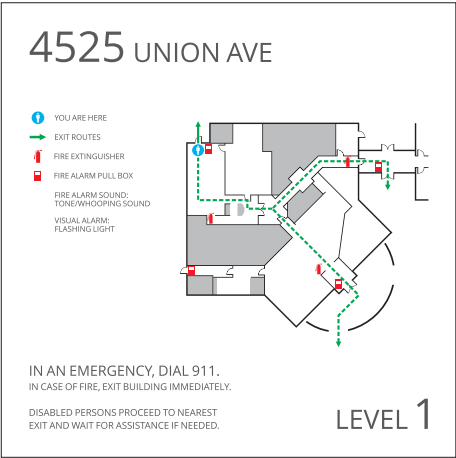 4525 UNION AVE
YOU ARE HERE
EXIT ROUTES
FIRE EXTINGUISHER
FIRE ALARM PULL BOX
FIRE ALARM SOUND:
TONE/WHOOPING SOUND
VISUAL ALARM:
FLASHING LIGHT
IN AN EMERGENCY, DIAL 911.
IN CASE OF FIRE, EXIT BUILDING IMMEDIATELY.
DISABLED PERSONS PROCEED TO NEAREST
EXIT AND WAIT FOR ASSISTANCE IF NEEDED.
LEVEL 1